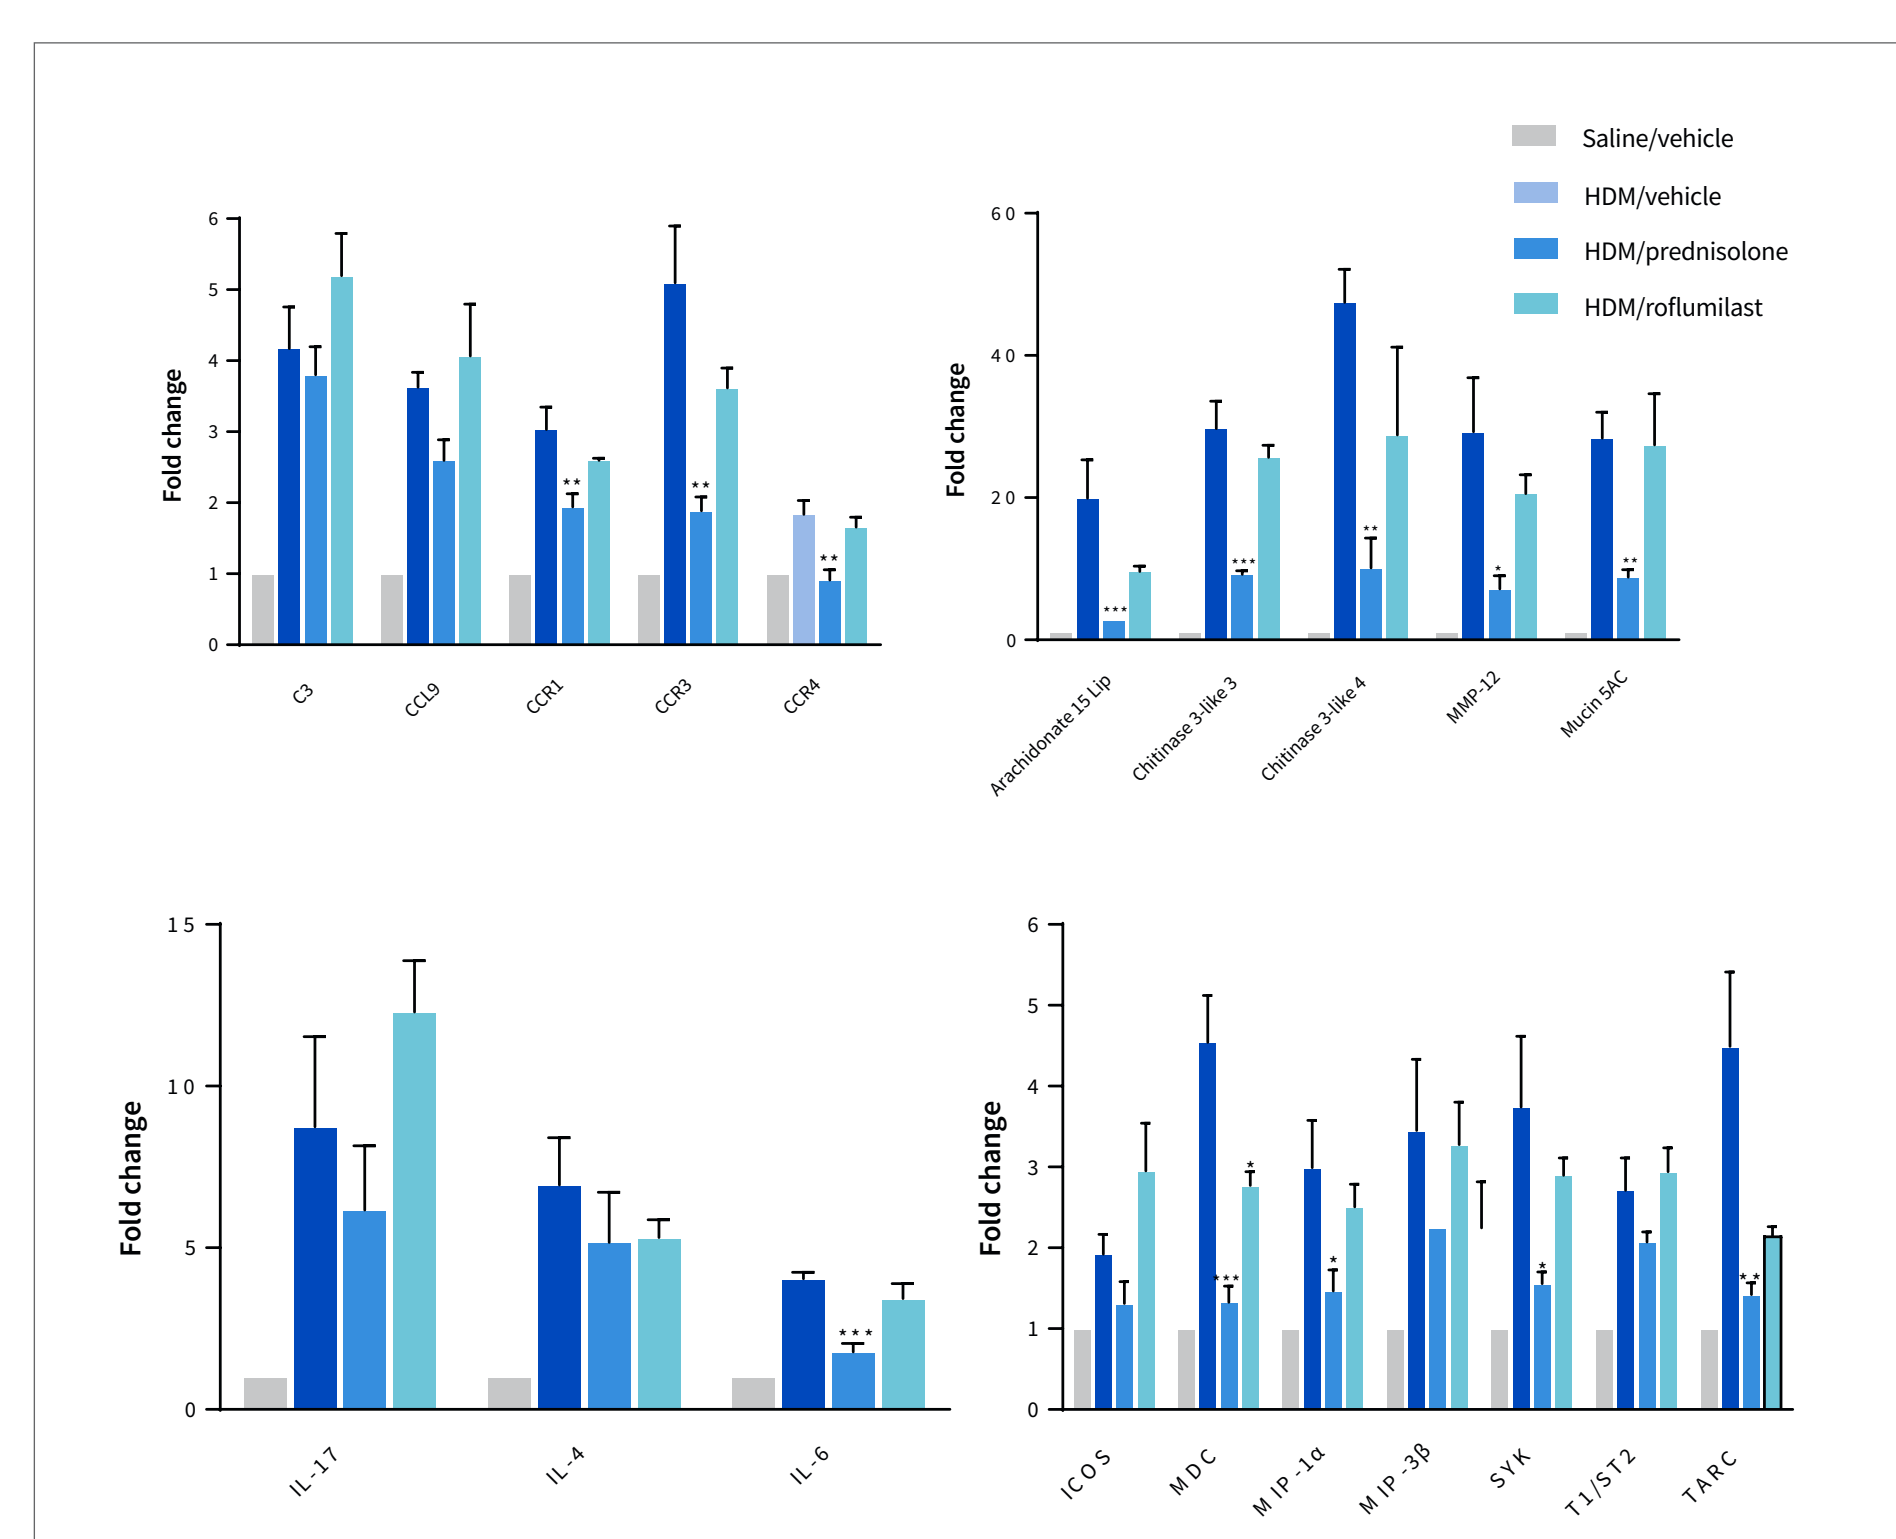 Saline/vehicle
HDM/vehicle
HDM/prednisolone
HDM/roflumilast
Fold change
6
5
4
3
2
1
0
**
**
**
C3
CCL9
CCR1
CCR3
CCR4
Fold change
60
40
20
0
***
***
**
*
**
Arachidonate 15 Lip
Chitinase 3-like 3
Chitinase 3-like 4
MMP-12
Mucin 5AC
Fold change
15
10
5
0
***
IL-17
IL-4
IL-6
Fold change
6
5
4
3
2
1
0
***
*
*
*
**
ICOS
MDC
MIP-1α
MIP-3β
SYK
T1/ST2
TARC